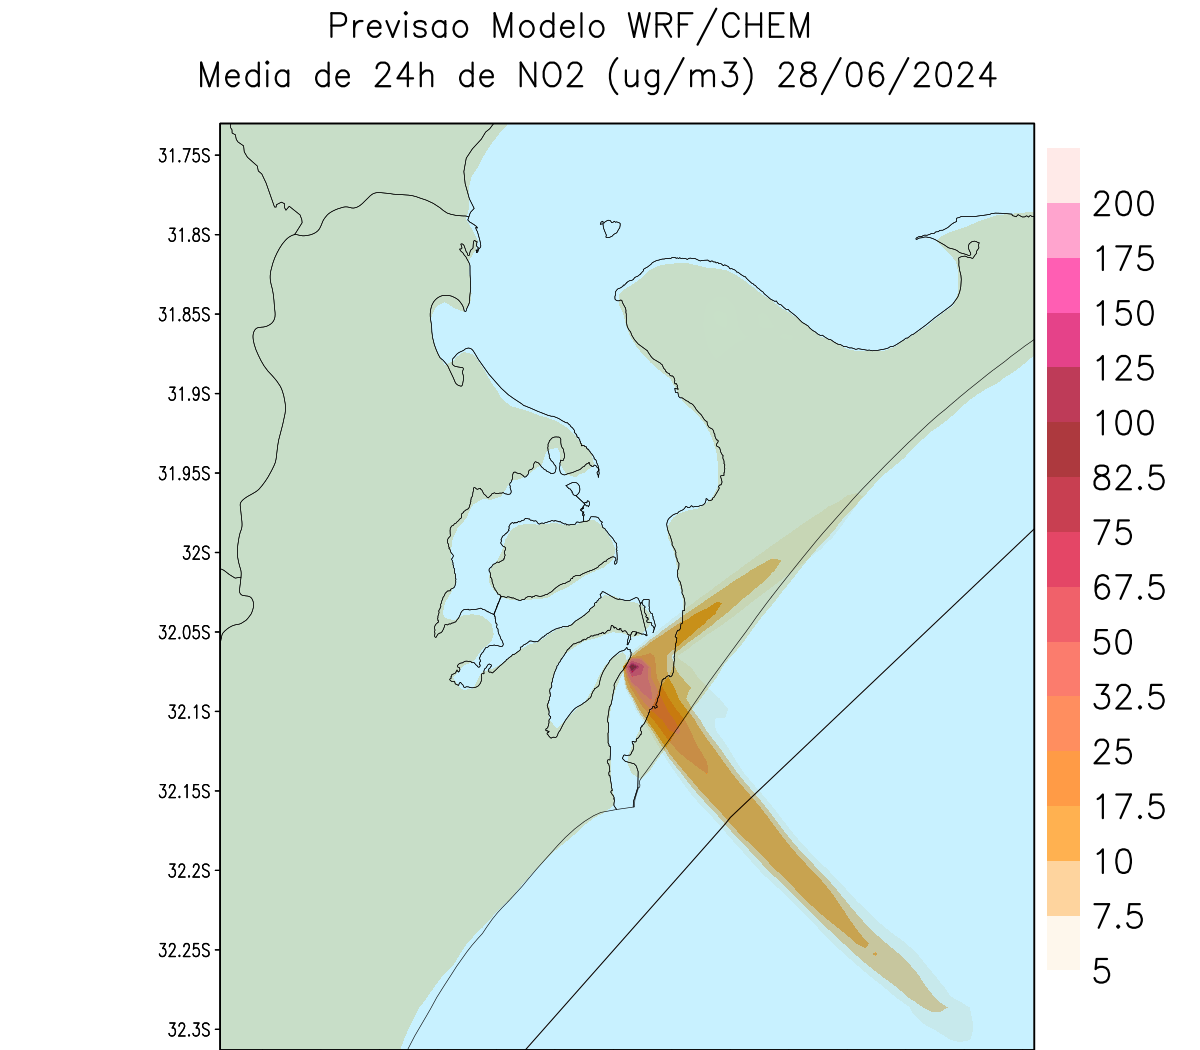 Previsao Modelo WRF/CHEM
Media de 24h de NO2 (ug/m3) 28/06/2024
31.75S
31.8S
31.85S
31.9S
31.95S
32S
32.05S
32.1S
32.15S
32.2S
32.25S
32.3S
200
175
150
125
100
82.5
75
67.5
50
32.5
25
17.5
10
7.5
5